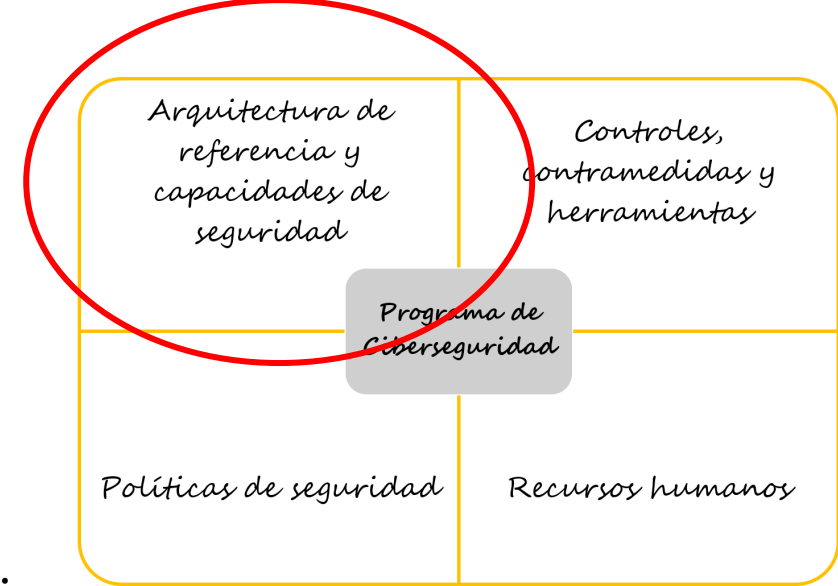 Arquitectura de
referencia y
capacidades de
seguridad
Controles,
contramedidas y
herramientas
Programa de
Ciberseguridad
Políticas de seguridad
Recursos humanos
.